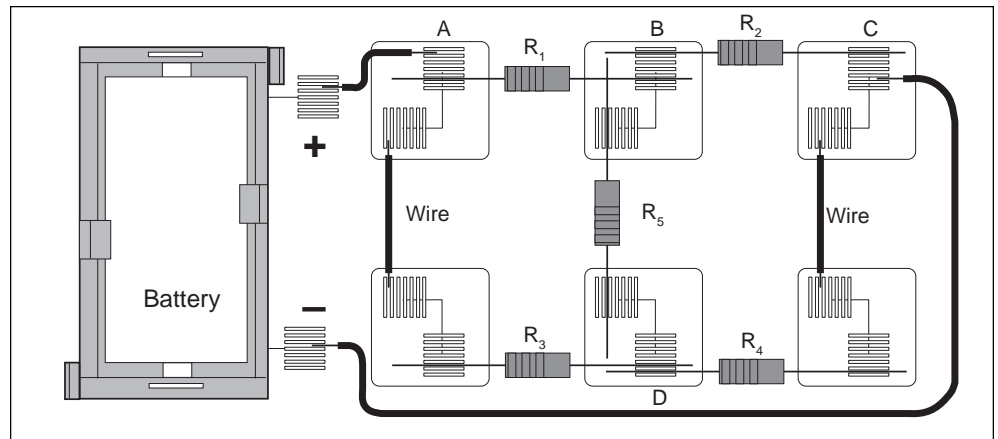 A
B
C
R1
R2
+
Wire
R5
Wire
Battery
–
R3
R4
D